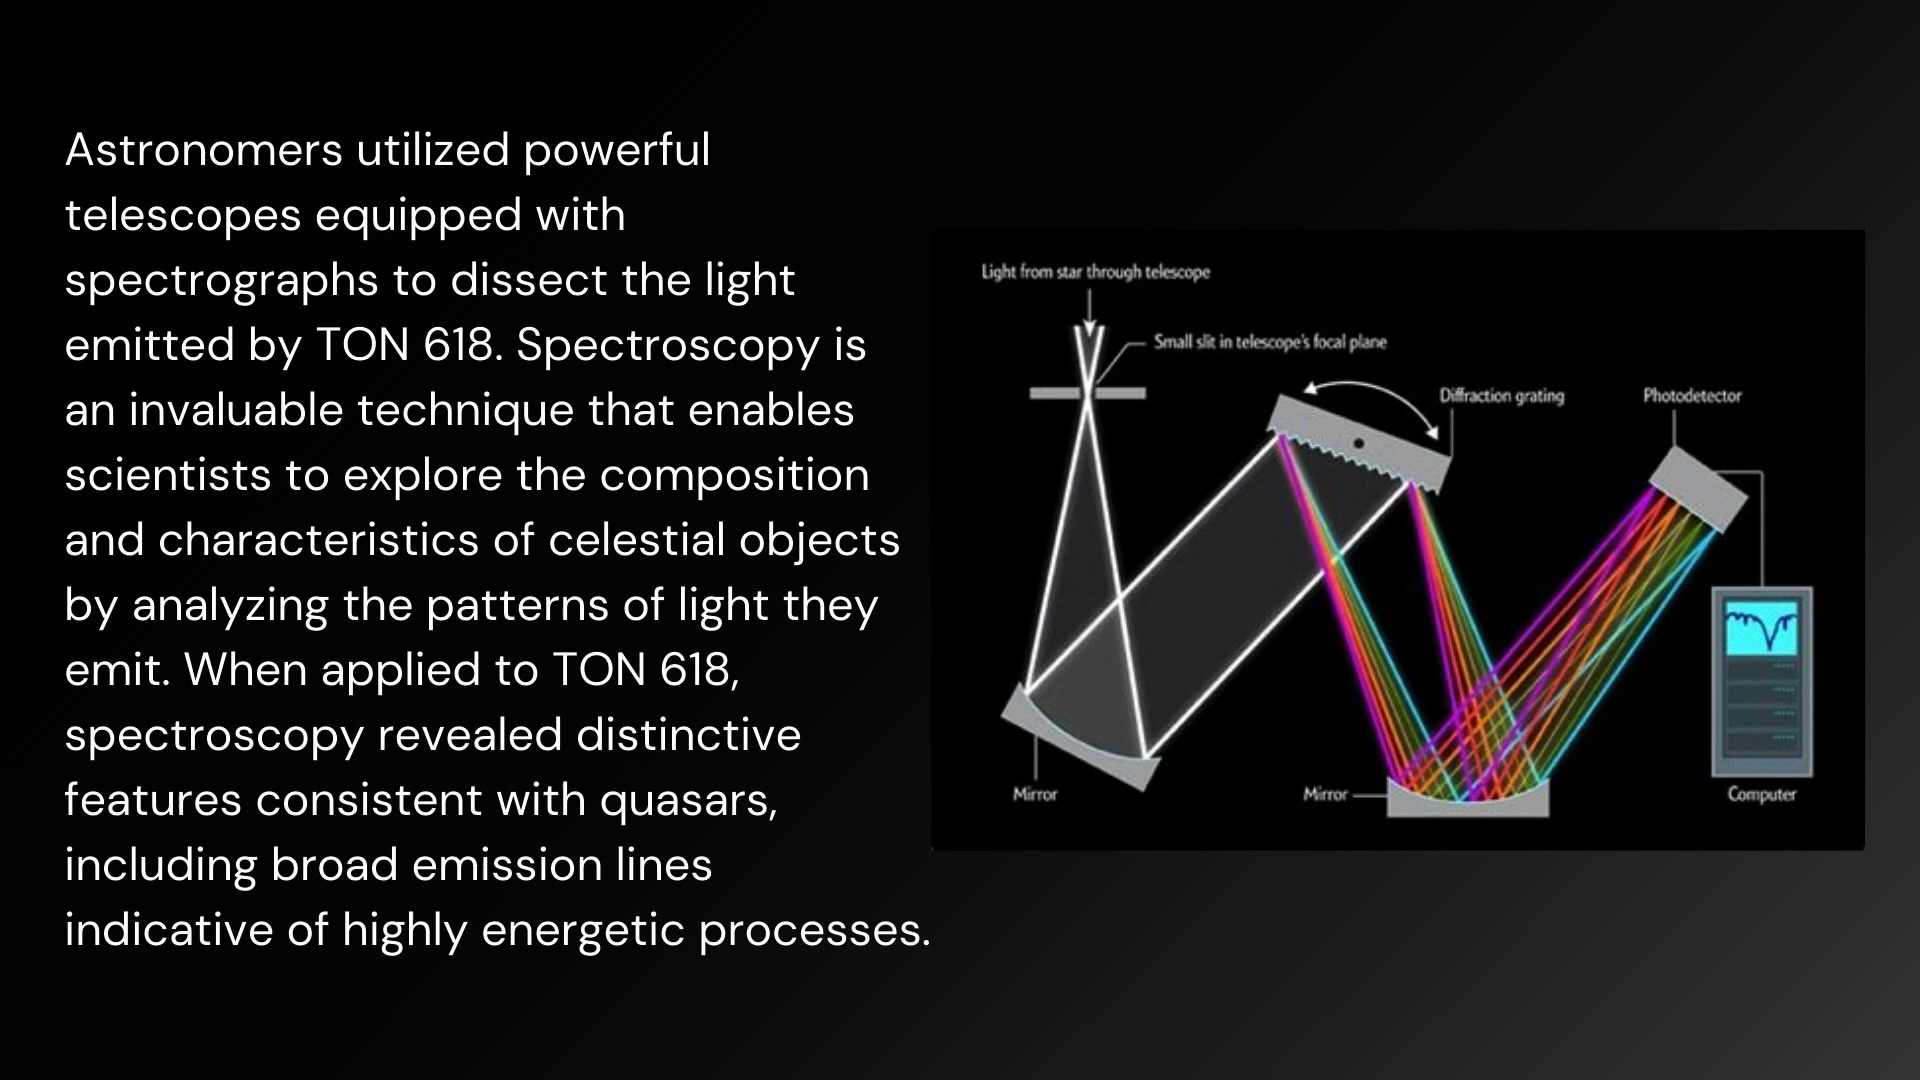 Astronomers utilized powerful
telescopes equipped with
spectrographs to dissect the light
emitted by TON 618. Spectroscopy is
an invaluable technique that enables
scientists to explore the composition
and characteristics of celestial objects
by analyzing the patterns of light they
emit. When applied to TON 618,
spectroscopy revealed distinctive
features consistent with quasars,
including broad emission lines
indicative of highly energetic processes.
Light from star through telescope
Small slit in telescope's focal plane
Diffraction grating
Photodetector
Mirror
Mirror
Computer